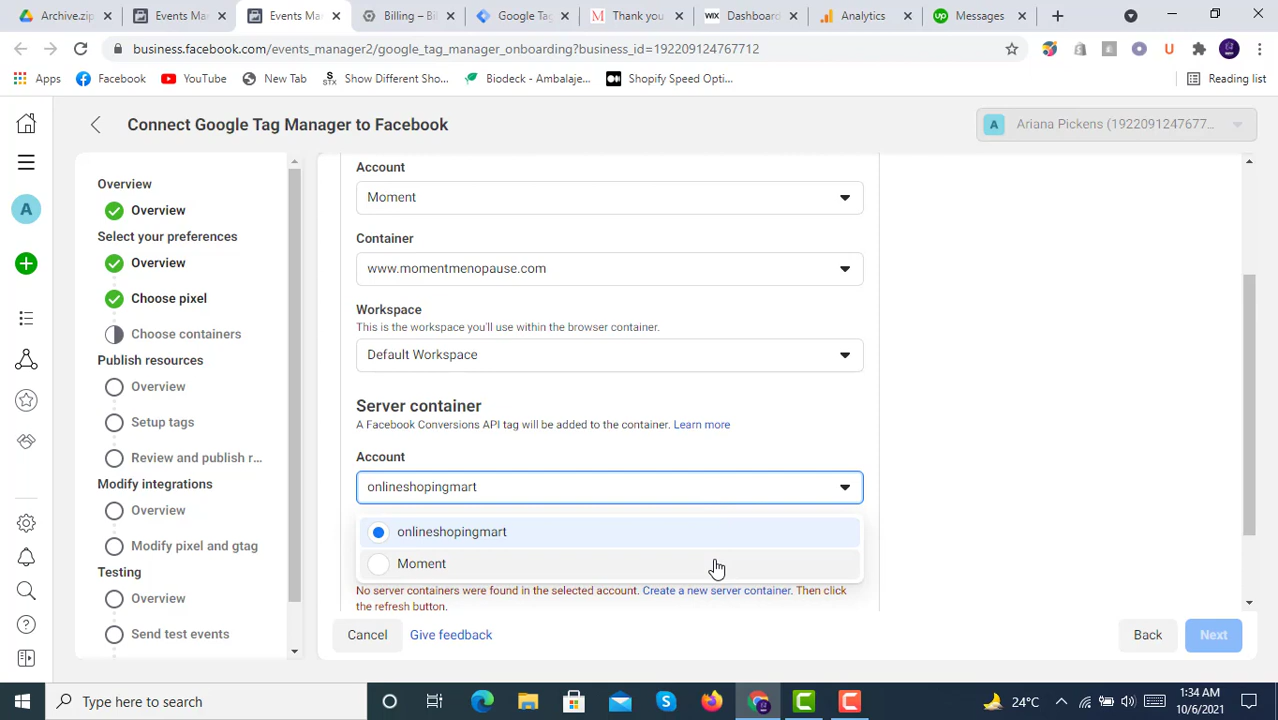 Archive.zip
Events Ma
Events Ma
Billing – Bi
Google Tag
Thank you
WIX Dashboard
Analytics
Up Messages
business.facebook.com/events_manager2/google_tag_manager_onboarding?business_id=192209124767712
Apps
Facebook
YouTube
New Tab
STX Show Different Sho...
Biodeck - Ambalaje...
Shopify Speed Opti...
Reading list
Connect Google Tag Manager to Facebook
A Ariana Pickens (1922091247677...
A
Overview
Overview
Select your preferences
Overview
Choose pixel
Choose containers
Publish resources
Overview
Setup tags
Review and publish r...
Modify integrations
Overview
Modify pixel and gtag
Testing
Overview
Send test events
Account
Moment
Container
www.momentmenopause.com
Workspace
This is the workspace you'll use within the browser container.
Default Workspace
Server container
A Facebook Conversions API tag will be added to the container. Learn more
Account
onlineshopingmart
onlineshopingmart
Moment
No server containers were found in the selected account. Create a new server container. Then click
the refresh button.
Cancel
Give feedback
Back
Next
Type here to search
24°C
1:34 AM
10/6/2021